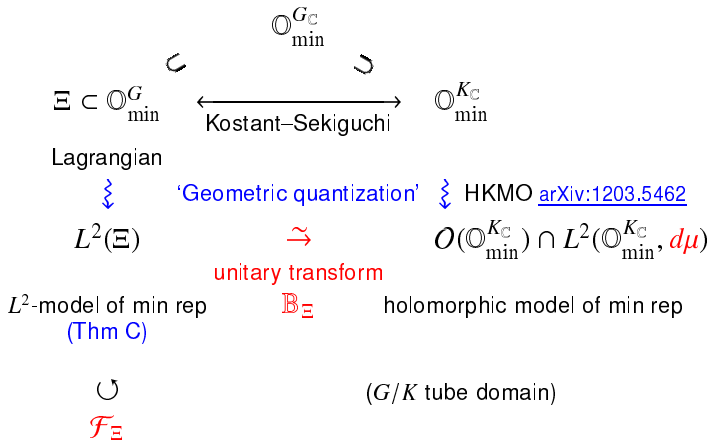 𝕆_min^{G_ℂ}
∪ ∪
Ξ ⊂ 𝕆_min^G ⟷ 𝕆_min^{K_ℂ}
Kostant–Sekiguchi
Lagrangian
‘Geometric quantization’ HKMO arXiv:1203.5462
L²(Ξ) ⥲ 𝒪(𝕆_min^{K_ℂ}) ∩ L²(𝕆_min^{K_ℂ}, dμ)
unitary transform
L²-model of min rep 𝔹_Ξ holomorphic model of min rep
(Thm C)
↺ (G/K tube domain)
ℱ_Ξ